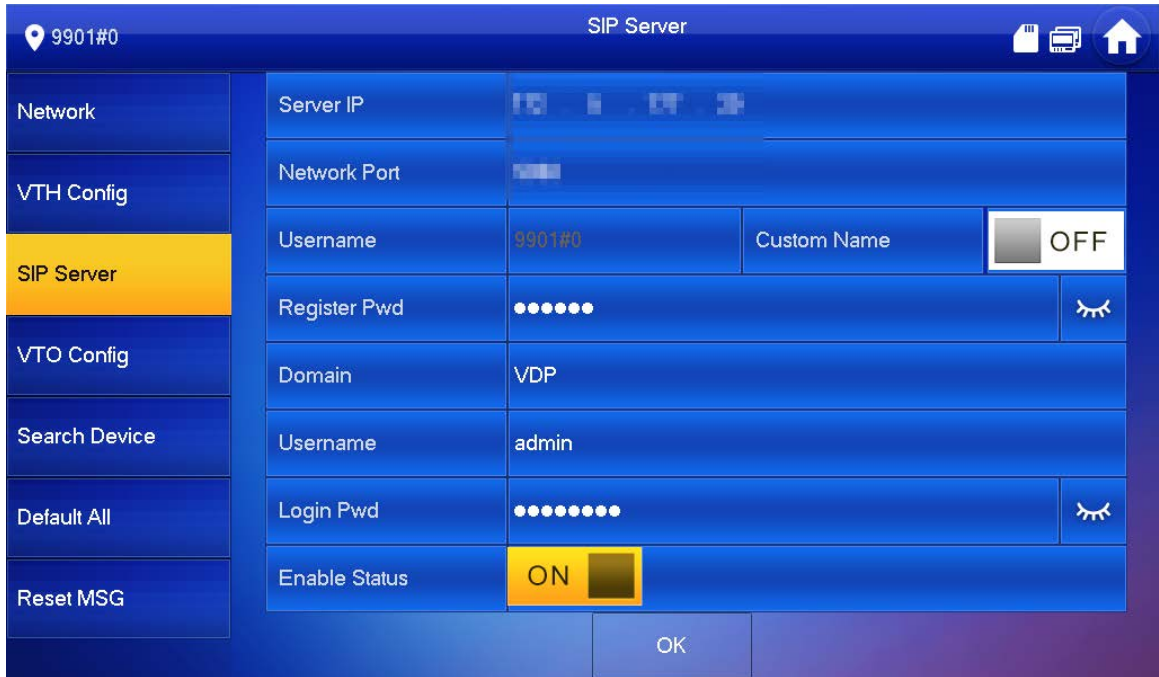 9901#0
SIP Server
Network
VTH Config
SIP Server
VTO Config
Search Device
Default All
Reset MSG
Server IP
Network Port
Username 9901#0 Custom Name OFF
Register Pwd ●●●●●●
Domain VDP
Username admin
Login Pwd ●●●●●●●●
Enable Status ON
OK